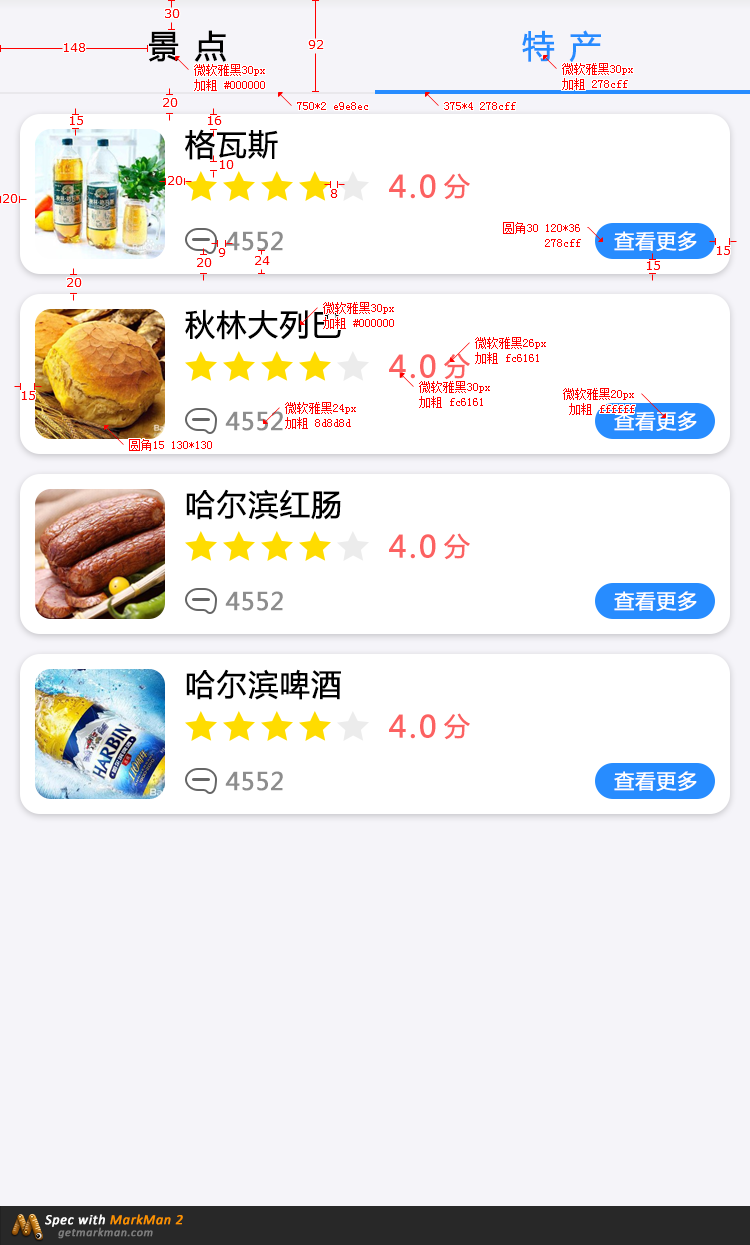 30
景 点
148
92
特 产
微软雅黑30px
加粗 #000000
微软雅黑30px
加粗 278cff
20
750*2 e9e8ec
375*4 278cff
15
16
格瓦斯
10
20
20
8
4.0 分
圆角30 120*36
278cff
4552
9
20
24
查看更多
15
15
20
微软雅黑30px
加粗 #000000
秋林大列巴
微软雅黑26px
加粗 fc6161
4.0 分
15
微软雅黑30px
加粗 fc6161
微软雅黑20px
加粗 ffffff
微软雅黑24px
加粗 8d8d8d
4552
查看更多
圆角15 130*130
哈尔滨红肠
4.0 分
4552
查看更多
哈尔滨啤酒
4.0 分
HARBIN
4552
查看更多
Spec with MarkMan 2
getmarkman.com